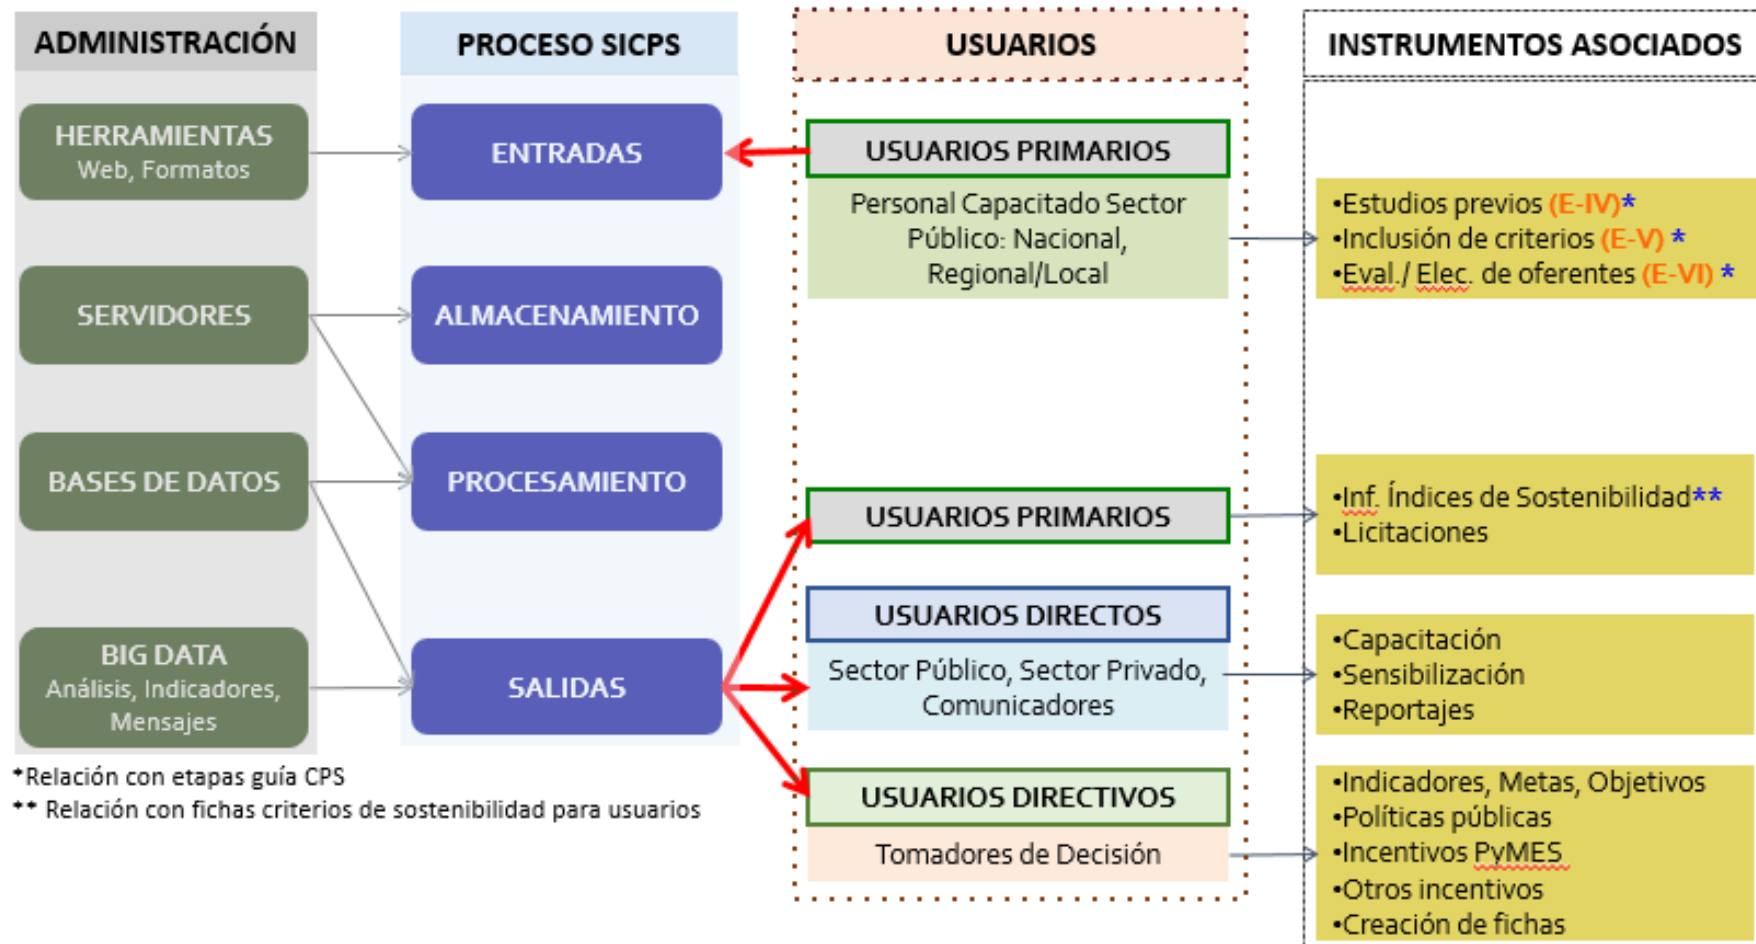 ADMINISTRACIÓN
HERRAMIENTAS
Web, Formatos
SERVIDORES
BASES DE DATOS
BIG DATA
Análisis, Indicadores,
Mensajes
PROCESO SICPS
ENTRADAS
ALMACENAMIENTO
PROCESAMIENTO
SALIDAS
USUARIOS
USUARIOS PRIMARIOS
Personal Capacitado Sector
Público: Nacional,
Regional/Local
USUARIOS PRIMARIOS
USUARIOS DIRECTOS
Sector Público, Sector Privado,
Comunicadores
USUARIOS DIRECTIVOS
Tomadores de Decisión
INSTRUMENTOS ASOCIADOS
•Estudios previos (E-IV)*
•Inclusión de criterios (E-V) *
•Eval./ Elec. de oferentes (E-VI) *
•Inf. Índices de Sostenibilidad**
•Licitaciones
•Capacitación
•Sensibilización
•Reportajes
•Indicadores, Metas, Objetivos
•Políticas públicas
•Incentivos PyMES
•Otros incentivos
•Creación de fichas
*Relación con etapas guía CPS
** Relación con fichas criterios de sostenibilidad para usuarios